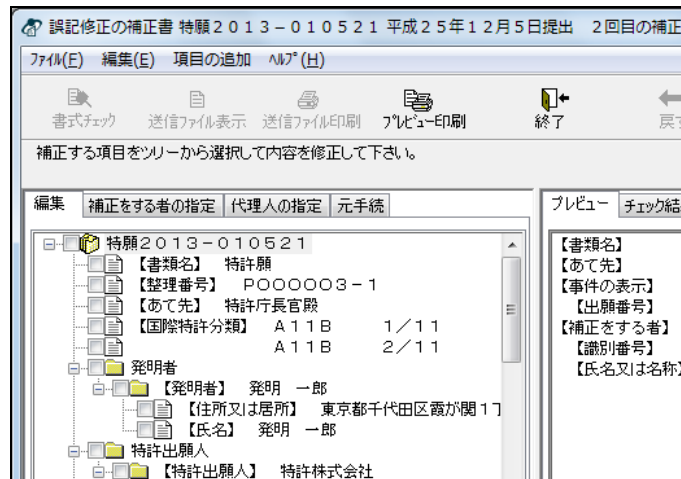 誤記修正の補正書 特願２０１３－０１０５２１ 平成２５年１２月５日提出 ２回目の補正
ﾌｧｲﾙ(F) 編集(E) 項目の追加 ﾍﾙﾌﾟ(H)
書式ﾁｪｯｸ 送信ﾌｧｲﾙ表示 送信ﾌｧｲﾙ印刷 ﾌﾟﾚﾋﾞｭｰ印刷 終了 戻す
補正する項目をツリーから選択して内容を修正して下さい。
編集 補正をする者の指定 代理人の指定 元手続
特願２０１３－０１０５２１
【書類名】 特許願
【整理番号】 Ｐ００００００３－１
【あて先】 特許庁長官殿
【国際特許分類】 Ａ１１Ｂ １／１１
Ａ１１Ｂ ２／１１
発明者
【発明者】 発明 一郎
【住所又は居所】 東京都千代田区霞が関１丁
【氏名】 発明 一郎
特許出願人
【特許出願人】 特許株式会社
プレビュー ﾁｪｯｸ結
【書類名】
【あて先】
【事件の表示】
【出願番号】
【補正をする者】
【識別番号】
【氏名又は名称】